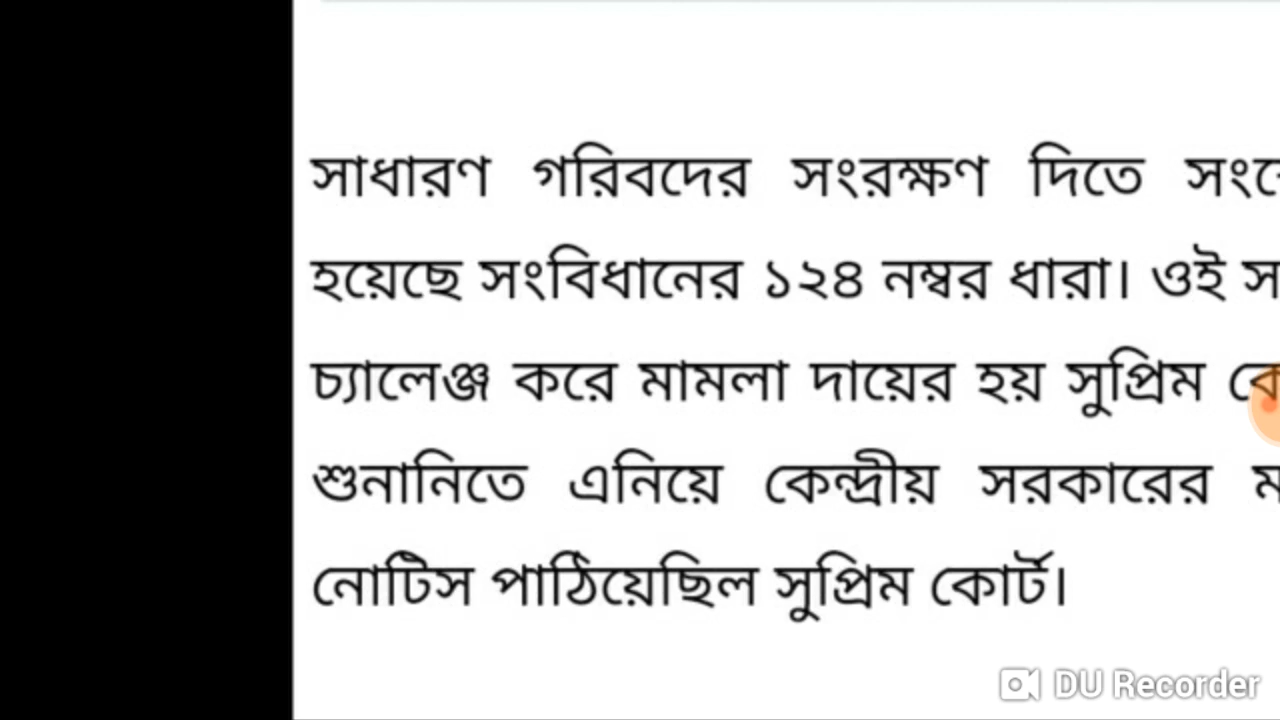 সাধারণ গরিবদের সংরক্ষণ দিতে
হয়েছে সংবিধানের ১২৪ নম্বর ধারা। ওই
চ্যালেঞ্জ করে মামলা দায়ের হয় সুপ্রিম
শুনানিতে এনিয়ে কেন্দ্রীয় সরকারের
নোটিস পাঠিয়েছিল সুপ্রিম কোর্ট।
DU Recorder